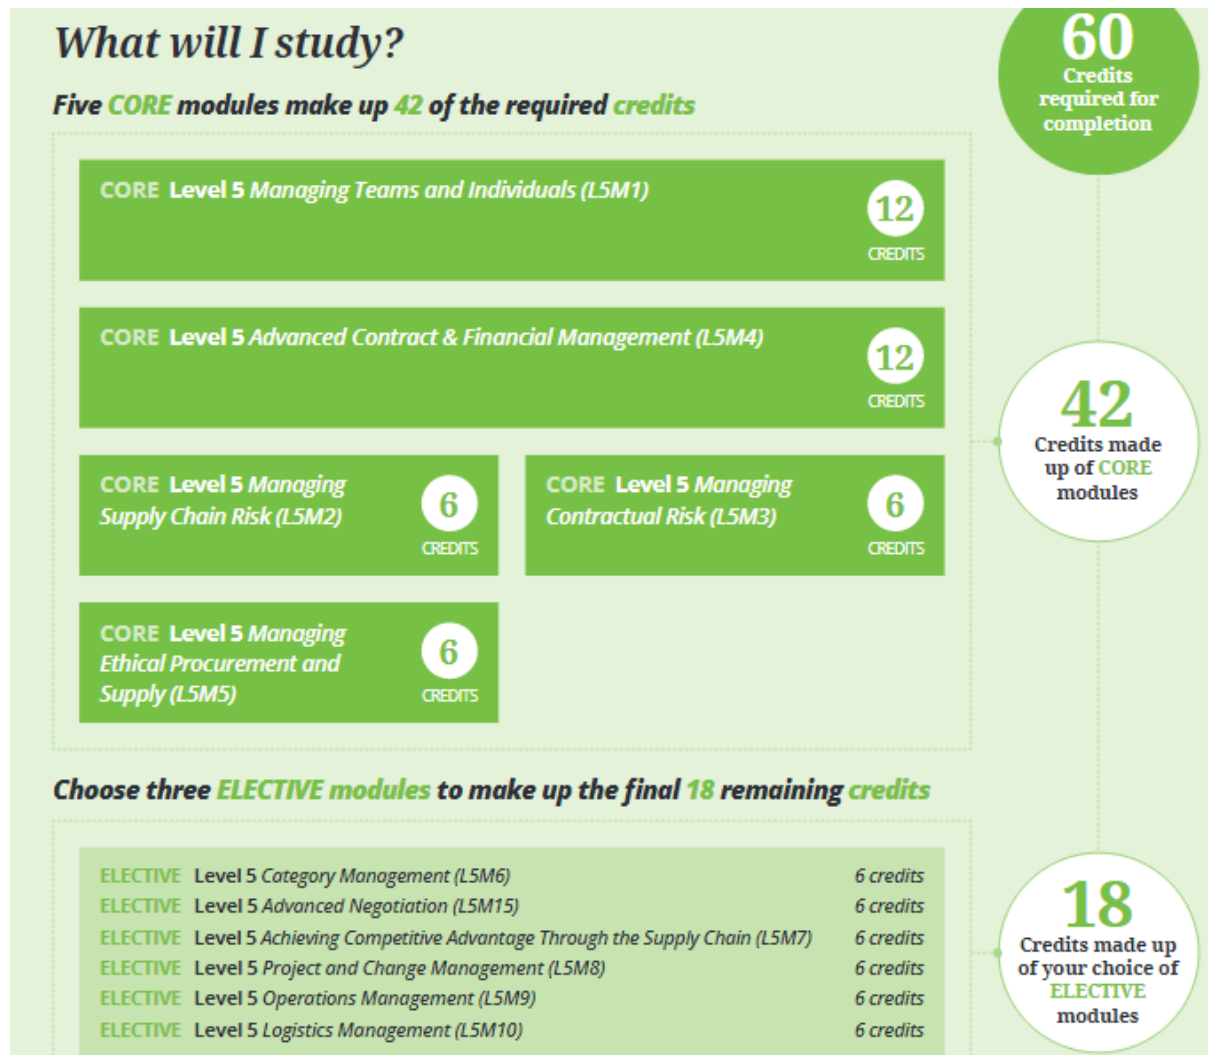 What will I study?
Five CORE modules make up 42 of the required credits
60
Credits
required for
completion
CORE Level 5 Managing Teams and Individuals (L5M1)
12
CREDITS
CORE Level 5 Advanced Contract & Financial Management (L5M4)
12
CREDITS
42
Credits made
up of CORE
modules
CORE Level 5 Managing
Supply Chain Risk (L5M2)
6
CREDITS
CORE Level 5 Managing
Contractual Risk (L5M3)
6
CREDITS
CORE Level 5 Managing
Ethical Procurement and
Supply (L5M5)
6
CREDITS
Choose three ELECTIVE modules to make up the final 18 remaining credits
ELECTIVE Level 5 Category Management (L5M6) 6 credits
ELECTIVE Level 5 Advanced Negotiation (L5M15) 6 credits
ELECTIVE Level 5 Achieving Competitive Advantage Through the Supply Chain (L5M7) 6 credits
ELECTIVE Level 5 Project and Change Management (L5M8) 6 credits
ELECTIVE Level 5 Operations Management (L5M9) 6 credits
ELECTIVE Level 5 Logistics Management (L5M10) 6 credits
18
Credits made up
of your choice of
ELECTIVE
modules